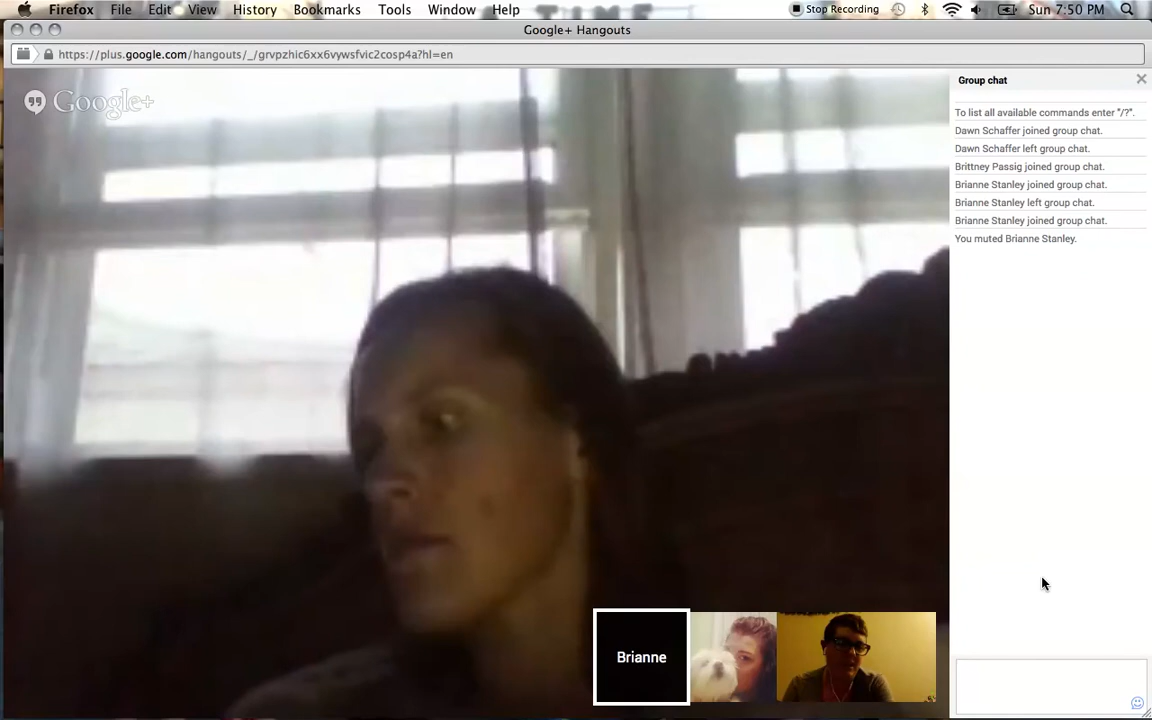 Firefox File Edit View History Bookmarks Tools Window Help Stop Recording Sun 7:50 PM
TIME
Google+ Hangouts
https://plus.google.com/hangouts/_/grvpzhic6xx6vywsfvic2cosp4a?hl=en
Google+
Group chat
To list all available commands enter "/?".
Dawn Schaffer joined group chat.
Dawn Schaffer left group chat.
Brittney Passig joined group chat.
Brianne Stanley joined group chat.
Brianne Stanley left group chat.
Brianne Stanley joined group chat.
You muted Brianne Stanley.
Brianne